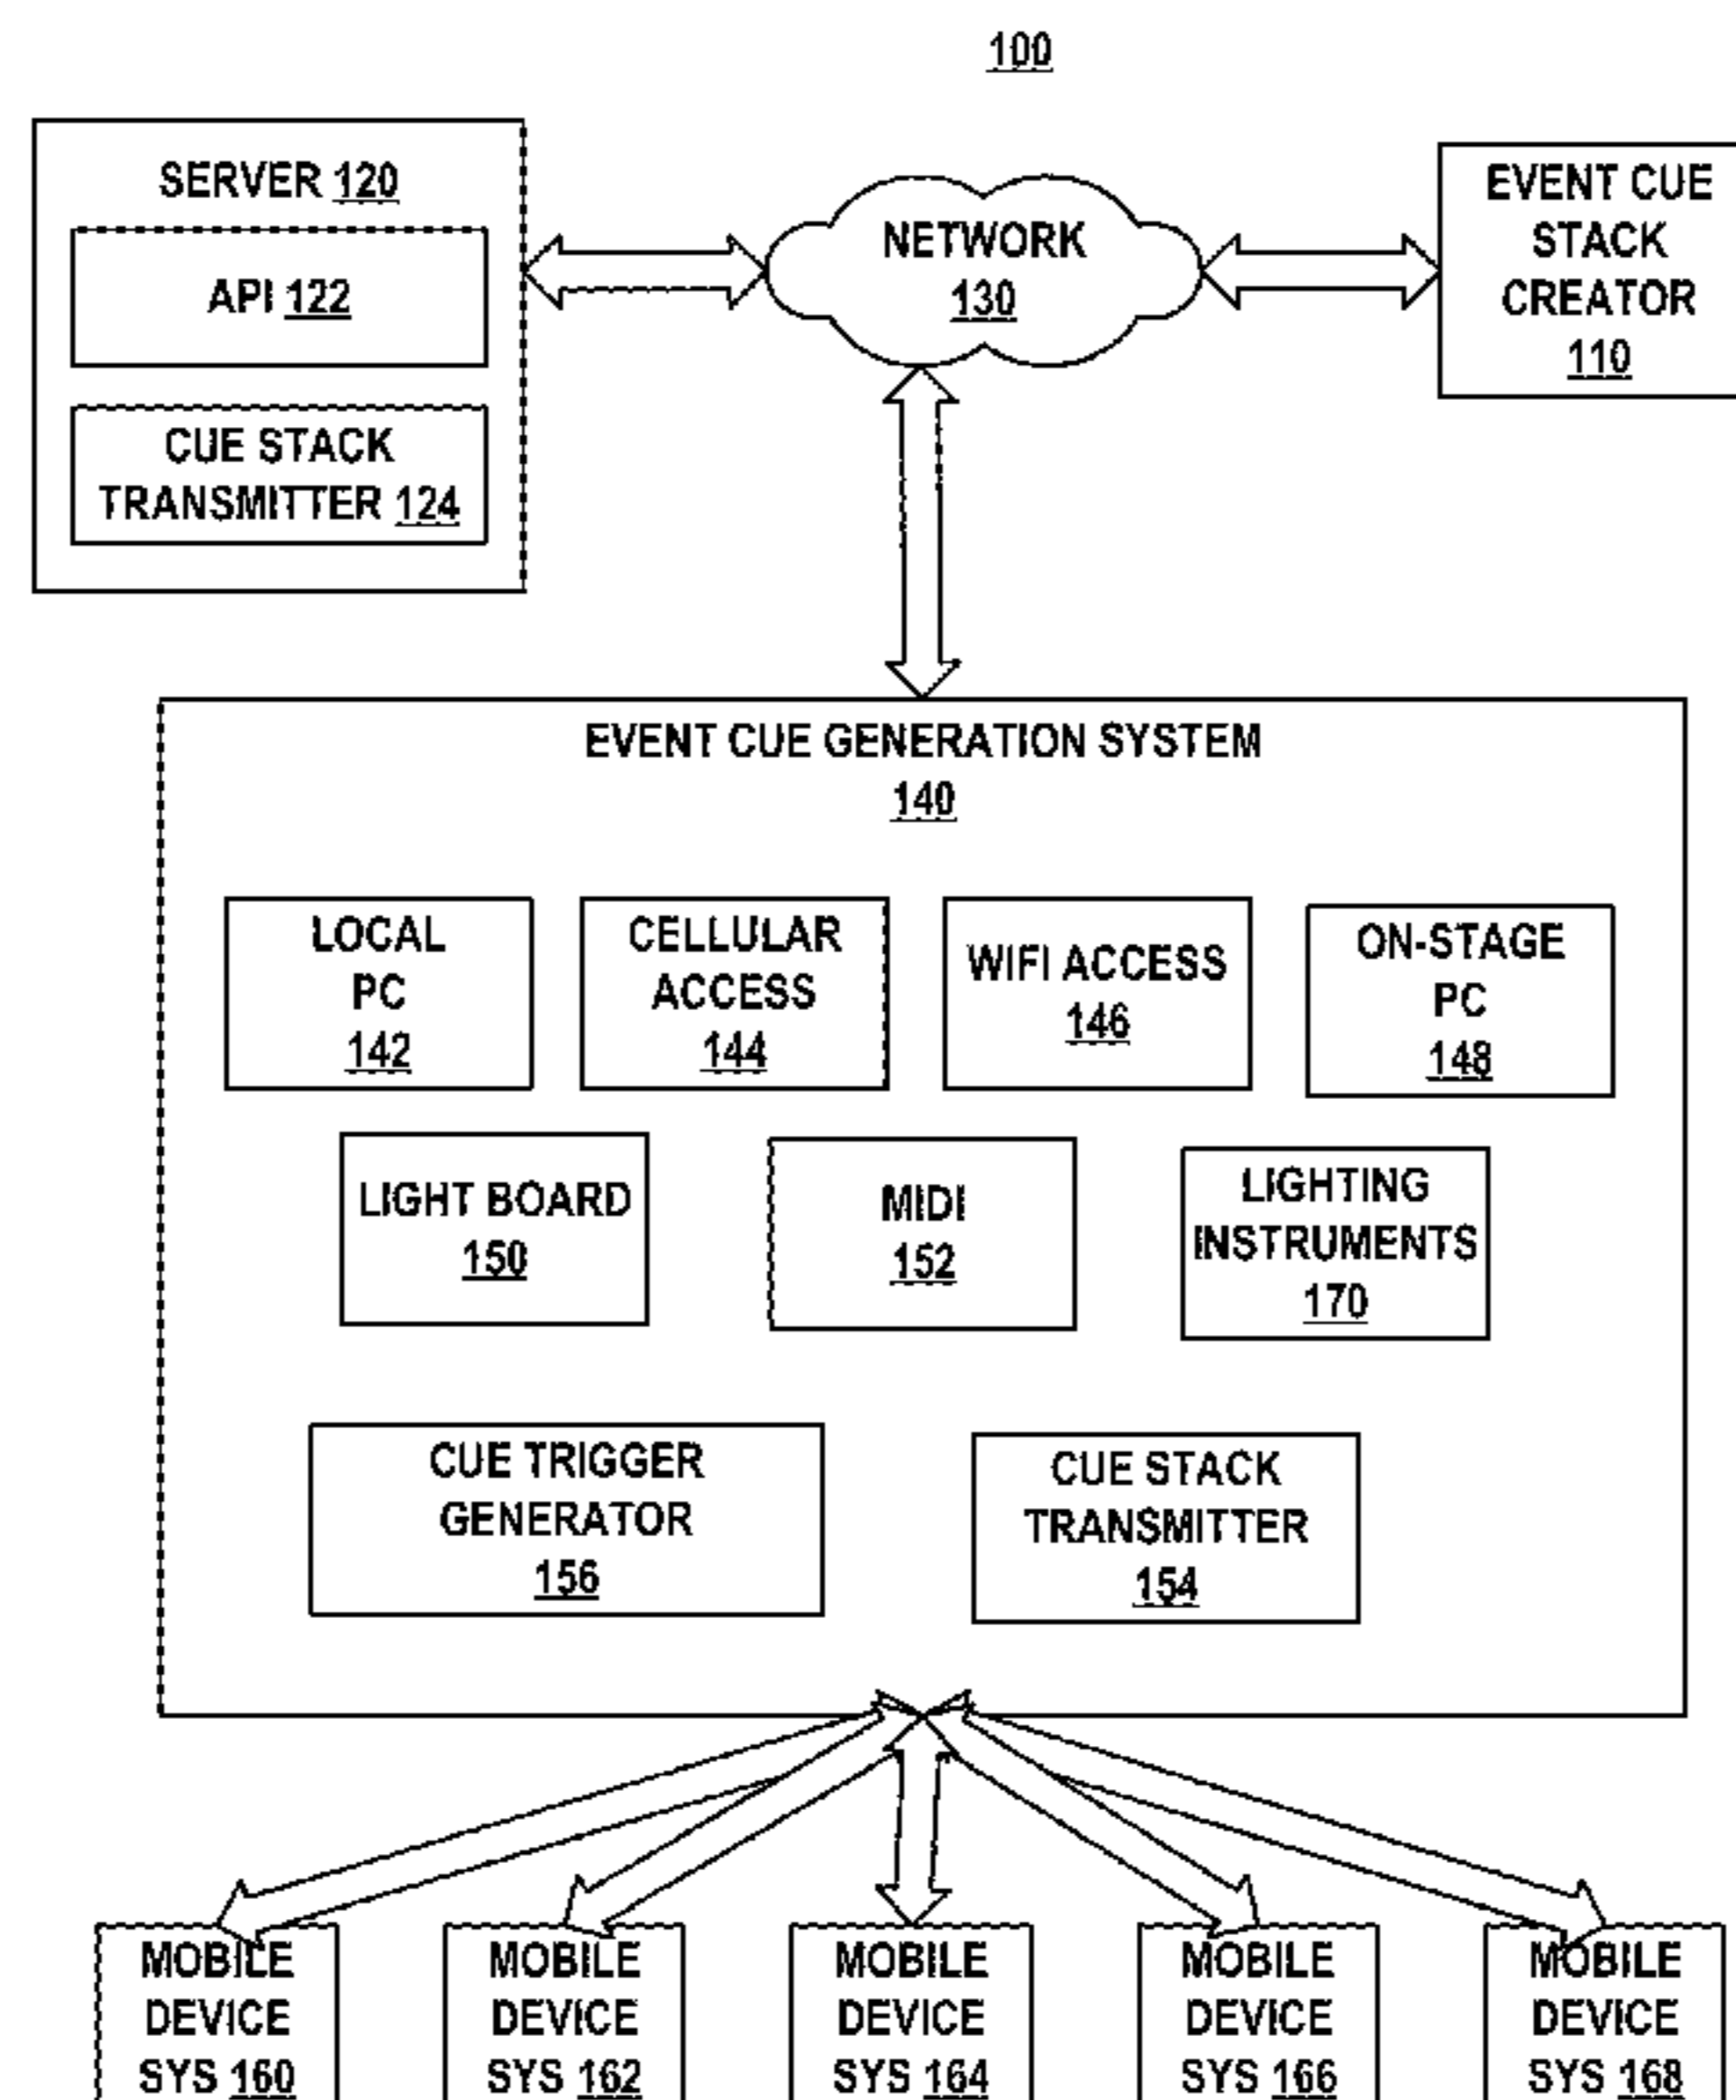 100
SERVER 120
API 122
CUE STACK
TRANSMITTER 124
NETWORK
130
EVENT CUE
STACK
CREATOR
110
EVENT CUE GENERATION SYSTEM
140
LOCAL
PC
142
CELLULAR
ACCESS
144
WIFI ACCESS
146
ON-STAGE
PC
148
LIGHT BOARD
150
MIDI
152
LIGHTING
INSTRUMENTS
170
CUE TRIGGER
GENERATOR
156
CUE STACK
TRANSMITTER
154
MOBILE
DEVICE
SYS 160
MOBILE
DEVICE
SYS 162
MOBILE
DEVICE
SYS 164
MOBILE
DEVICE
SYS 166
MOBILE
DEVICE
SYS 168